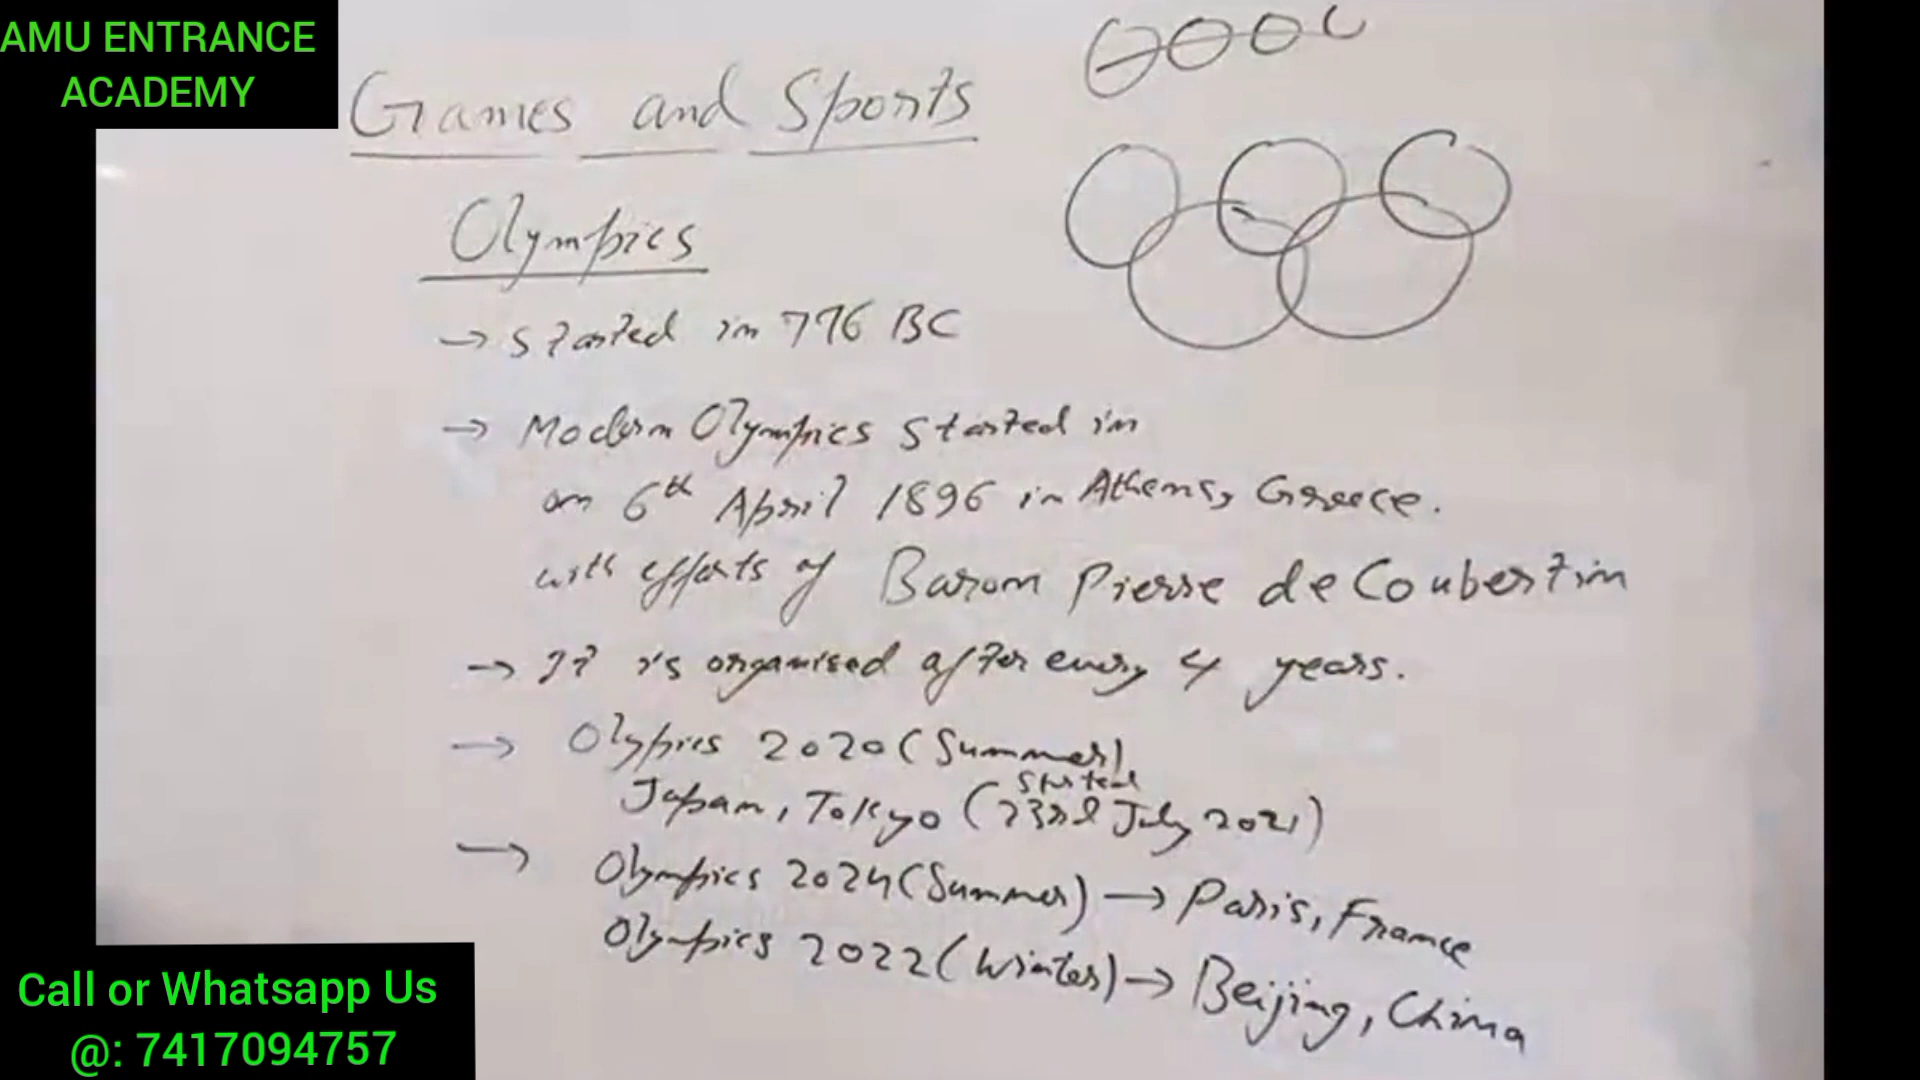 AMU ENTRANCE
ACADEMY
Games and Sports
Olympics
→ Started in 776 BC
→ Modern Olympics Started in
on 6th April 1896 in Athens, Greece.
with efforts of Baron Pierre de Coubertin
→ It is organised after every 4 years.
→ Olypics 2020 (Summer)
Started
Japan, Tokyo (23rd July 2021)
→ Olympics 2024 (Summer) → Paris, France
Olympics 2022 (Winter) → Beijing, China
Call or Whatsapp Us
@: 7417094757